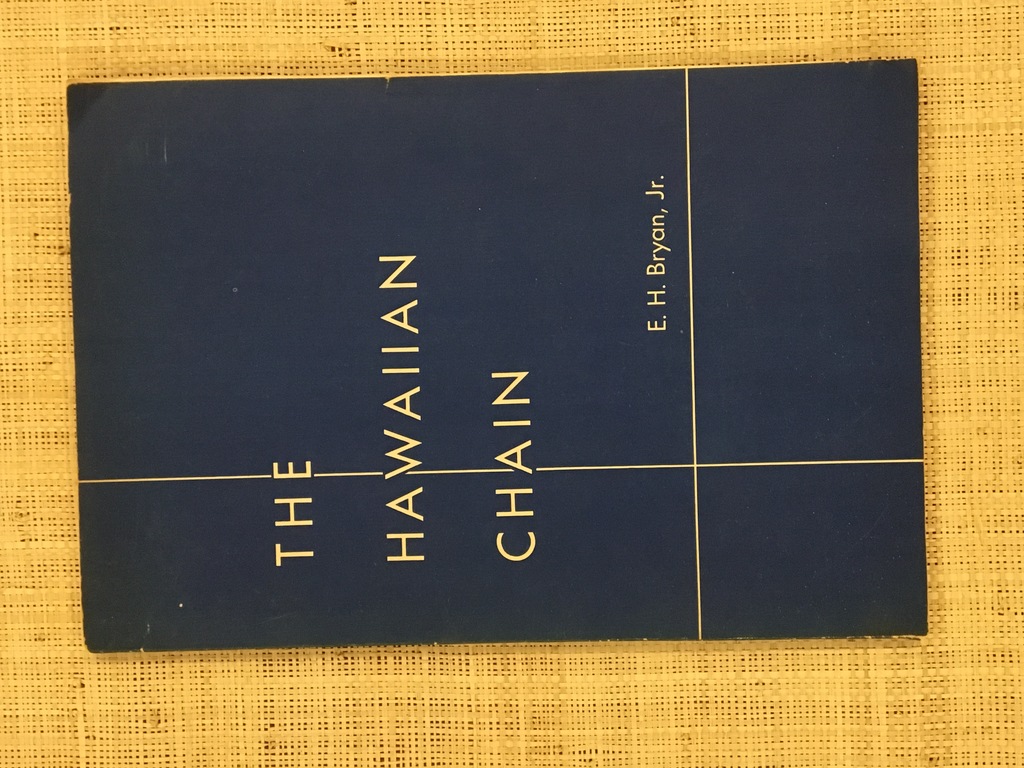 THE
HAWAIIAN
CHAIN
E. H. Bryan, Jr.